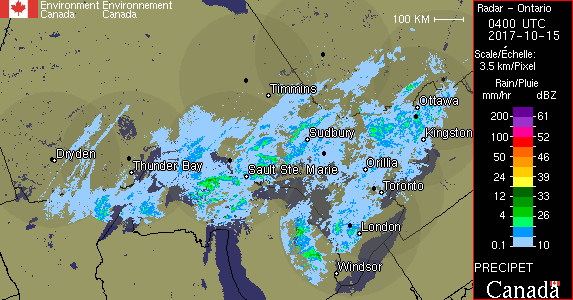 Environment Environnement
Canada Canada
100 KM
Timmins
Ottawa
Sudbury
Kingston
Dryden
Thunder Bay
Sault Ste. Marie
Orillia
Toronto
London
Windsor
Radar - Ontario
0400 UTC
2017-10-15
Scale/Échelle:
3.5 km/Pixel
Rain/Pluie
mm/hr dBZ
200 61
100 52
50 46
24 39
12 33
4 26
0.1 10
PRECIPET
Canada